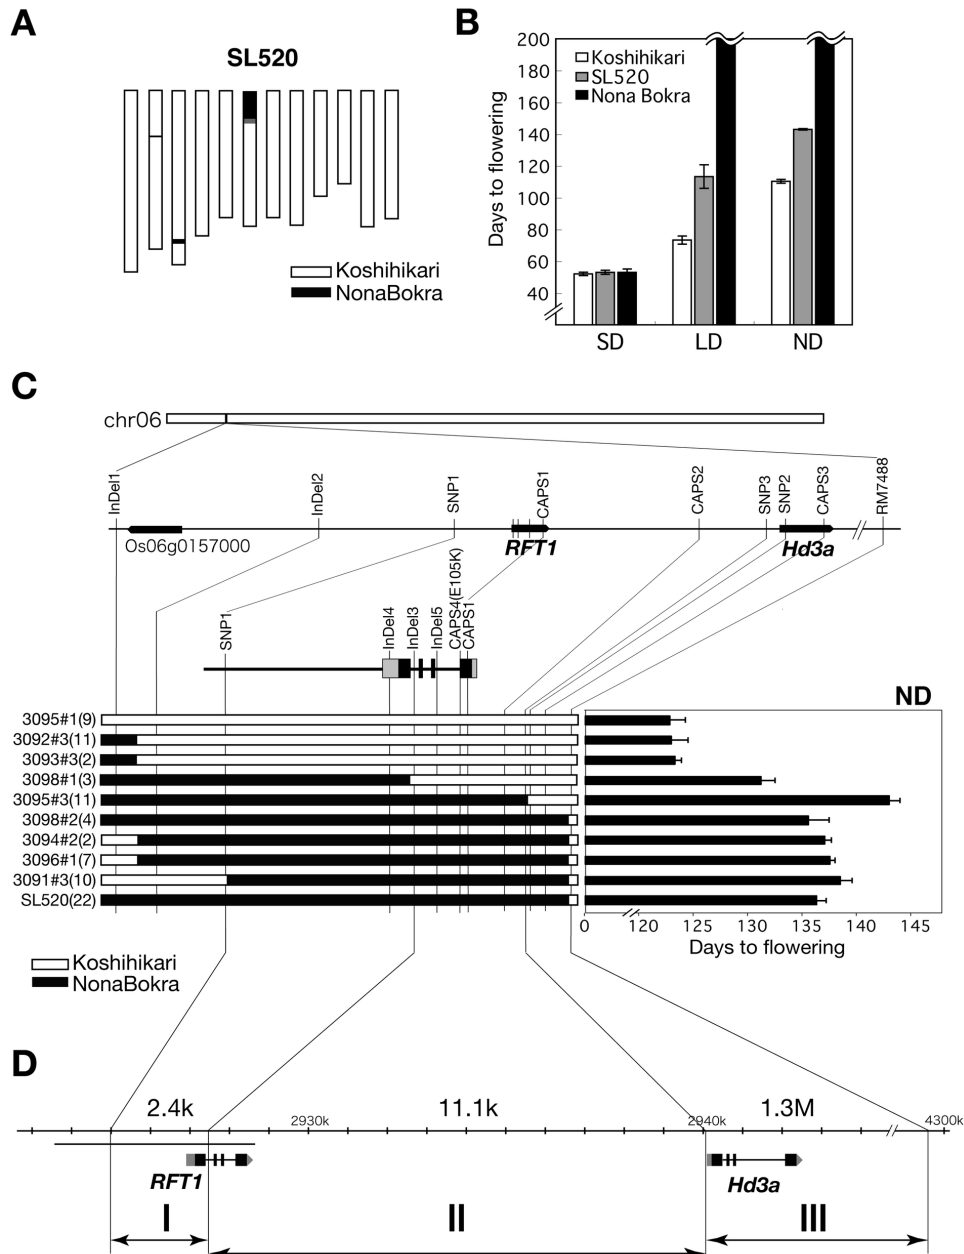 A
SL520
Koshihikari
NonaBokra
B
200
180
160
140
120
100
80
60
40
Days to flowering
Koshihikari
SL520
Nona Bokra
SD LD ND
C
chr06
InDel1 InDel2 SNP1 CAPS1 CAPS2 SNP3 SNP2 CAPS3 RM7488
Os06g0157000 RFT1 Hd3a
SNP1 InDel4 InDel3 InDel5 CAPS4(E105K) CAPS1
ND
3095#1(9)
3092#3(11)
3093#3(2)
3098#1(3)
3095#3(11)
3098#2(4)
3094#2(2)
3096#1(7)
3091#3(10)
SL520(22)
0 120 125 130 135 140 145
Days to flowering
Koshihikari
NonaBokra
D
2.4k 11.1k 1.3M
2930k 2940k 4300k
RFT1 Hd3a
I II III